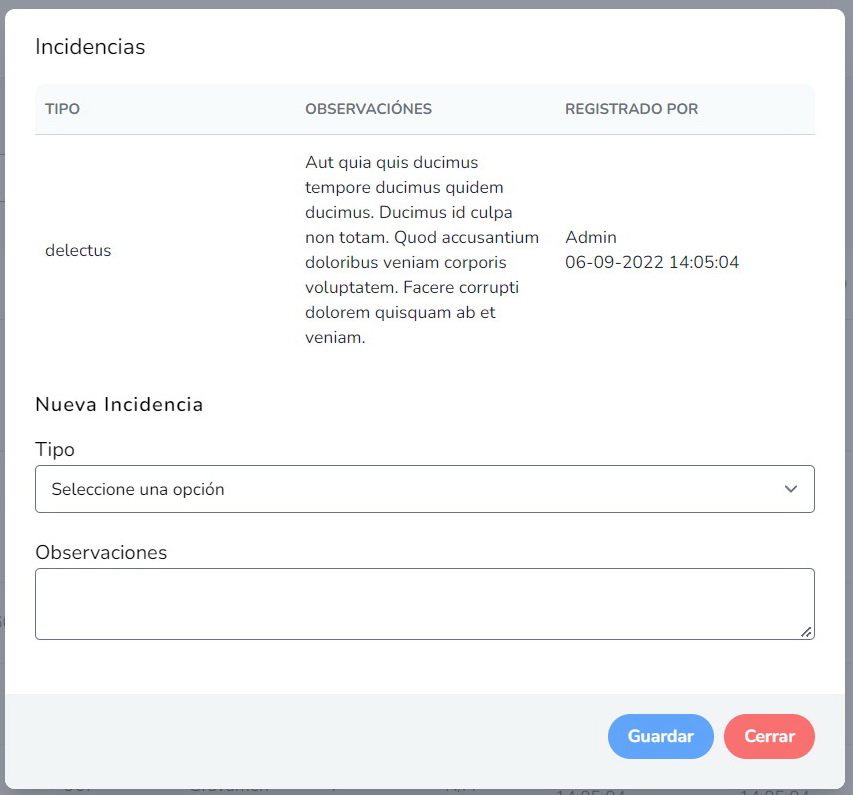 Incidencias
TIPO OBSERVACIÓNES REGISTRADO POR
delectus
Aut quia quis ducimus
tempore ducimus quidem
ducimus. Ducimus id culpa
non totam. Quod accusantium
doloribus veniam corporis
voluptatem. Facere corrupti
dolorem quisquam ab et
veniam.
Admin
06-09-2022 14:05:04
Nueva Incidencia
Tipo
Seleccione una opción
Observaciones
Guardar Cerrar